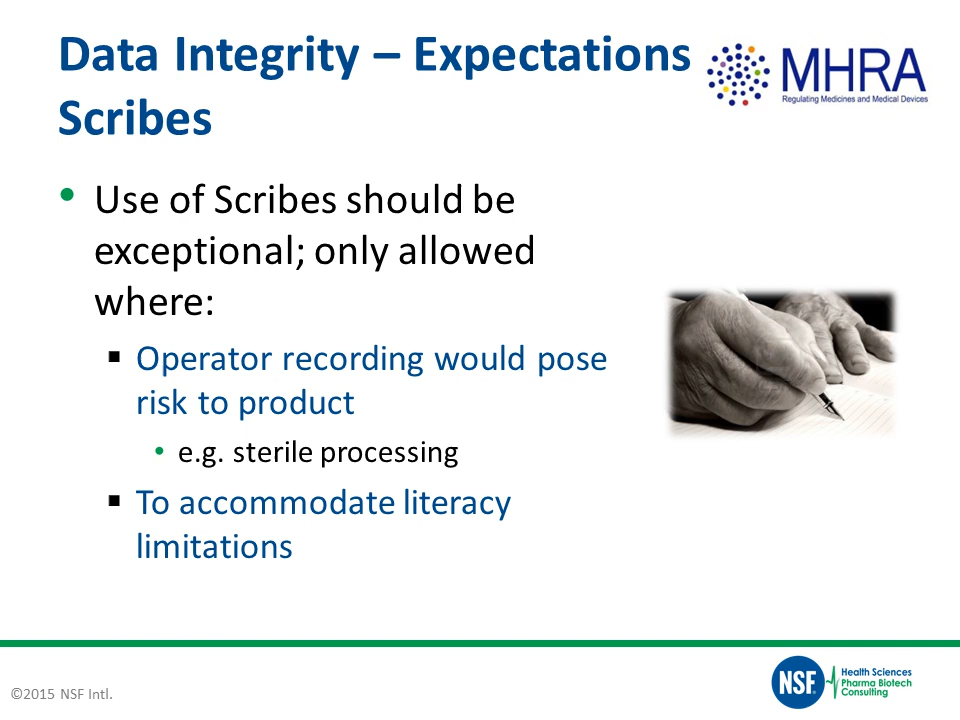 Data Integrity – Expectations
Scribes
MHRA
Regulating Medicines and Medical Devices
• Use of Scribes should be
exceptional; only allowed
where:
▪ Operator recording would pose
risk to product
• e.g. sterile processing
▪ To accommodate literacy
limitations
©2015 NSF Intl.
NSF
Health Sciences
Pharma Biotech
Consulting